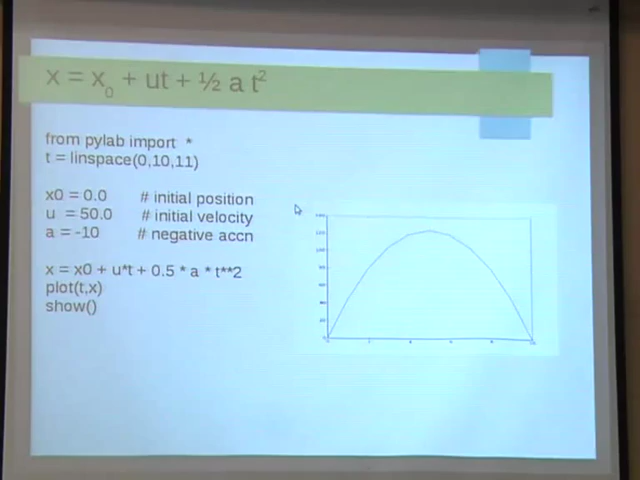 x = x₀ + ut + ½ a t²
from pylab import *
t = linspace(0,10,11)
x0 = 0.0 # initial position
u = 50.0 # initial velocity
a = -10 # negative accn
x = x0 + u*t + 0.5 * a * t**2
plot(t,x)
show()